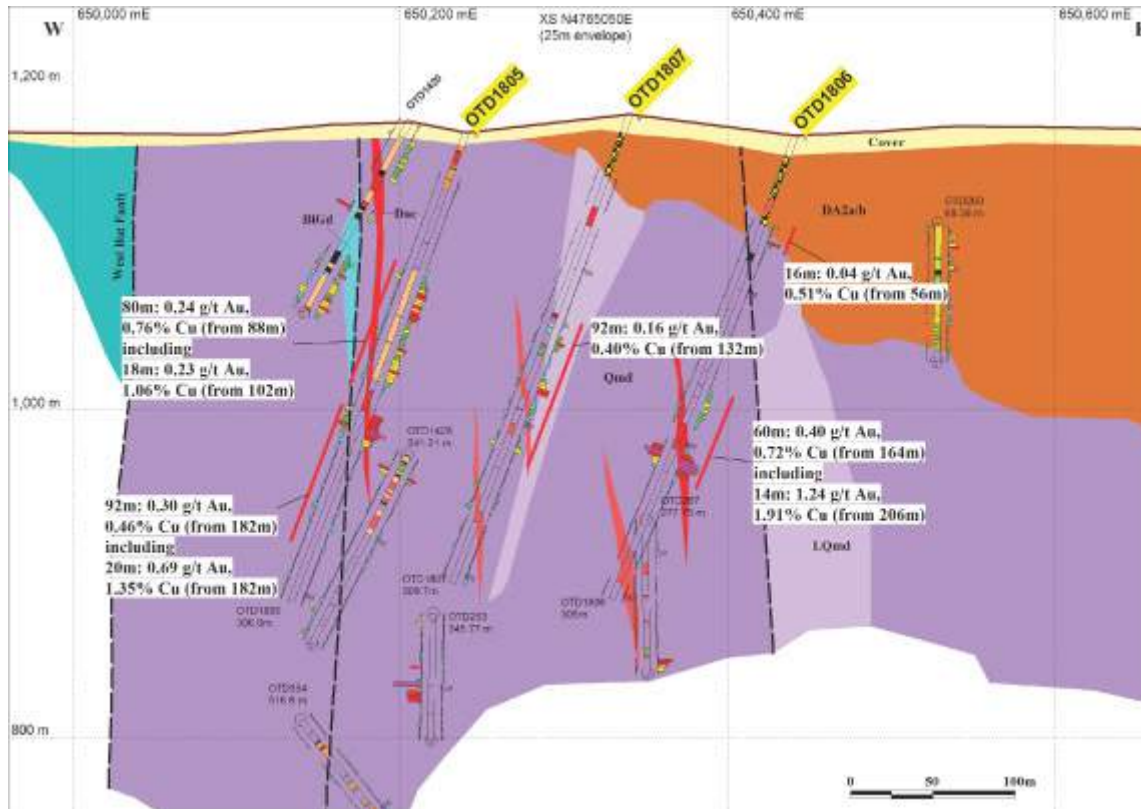 650,000 mE
650,200 mE
XS N4765050E
(25m envelope)
650,400 mE
650,600 mE
W
1,200 m
OTD1805
OTD1807
OTD1806
Cover
West Bat Fault
BiGd
DA2a/b
80m: 0.24 g/t Au,
0.76% Cu (from 88m)
including
18m: 0.23 g/t Au,
1.06% Cu (from 102m)
16m: 0.04 g/t Au,
0.51% Cu (from 56m)
92m: 0.16 g/t Au,
0.40% Cu (from 132m)
Qmd
1,000 m
60m: 0.40 g/t Au,
0.72% Cu (from 164m)
including
14m: 1.24 g/t Au,
1.91% Cu (from 206m)
92m: 0.30 g/t Au,
0.46% Cu (from 182m)
including
20m: 0.69 g/t Au,
1.35% Cu (from 182m)
LQmd
800 m
0 50 100m